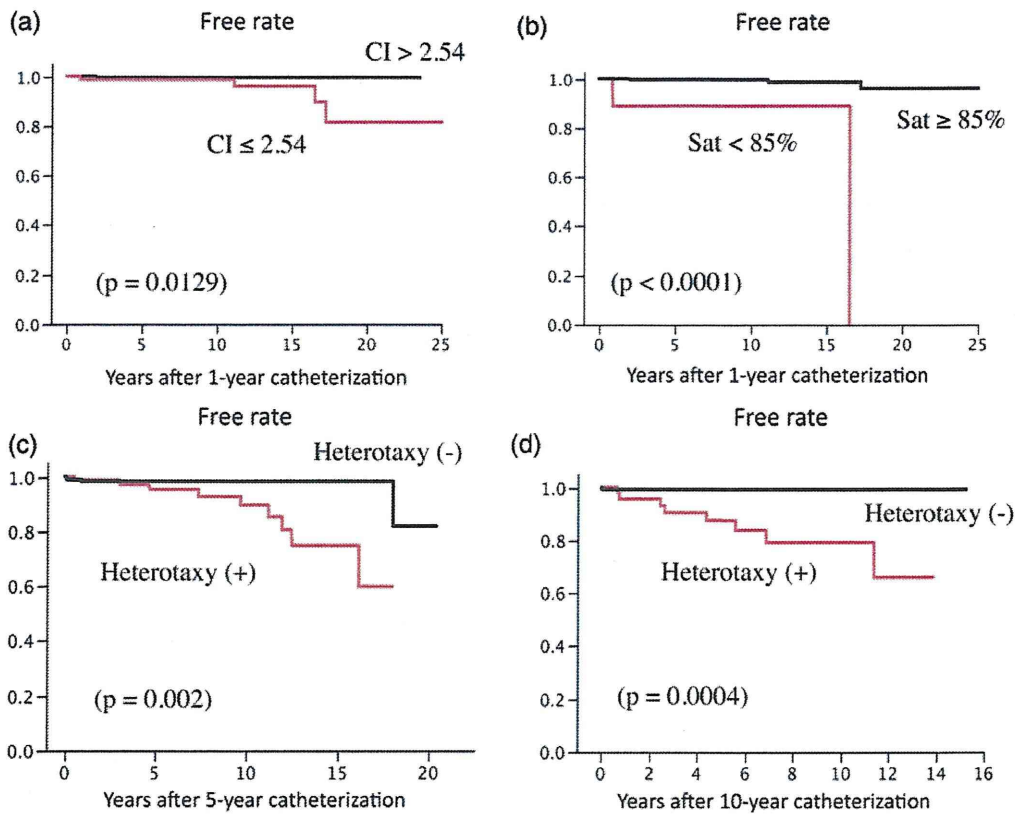 (a)
Free rate
CI > 2.54
1.0
0.8
CI ≤ 2.54
0.6
0.4
0.2
(p = 0.0129)
0.0
0 5 10 15 20 25
Years after 1-year catheterization
(b)
Free rate
1.0
0.8
Sat < 85%
Sat ≥ 85%
0.6
0.4
0.2
(p < 0.0001)
0.0
0 5 10 15 20 25
Years after 1-year catheterization
(c)
Free rate
Heterotaxy (-)
1.0
0.8
Heterotaxy (+)
0.6
0.4
0.2
(p = 0.002)
0.0
0 5 10 15 20
Years after 5-year catheterization
(d)
Free rate
1.0
Heterotaxy (-)
0.8
Heterotaxy (+)
0.6
0.4
0.2
(p = 0.0004)
0.0
0 2 4 6 8 10 12 14 16
Years after 10-year catheterization